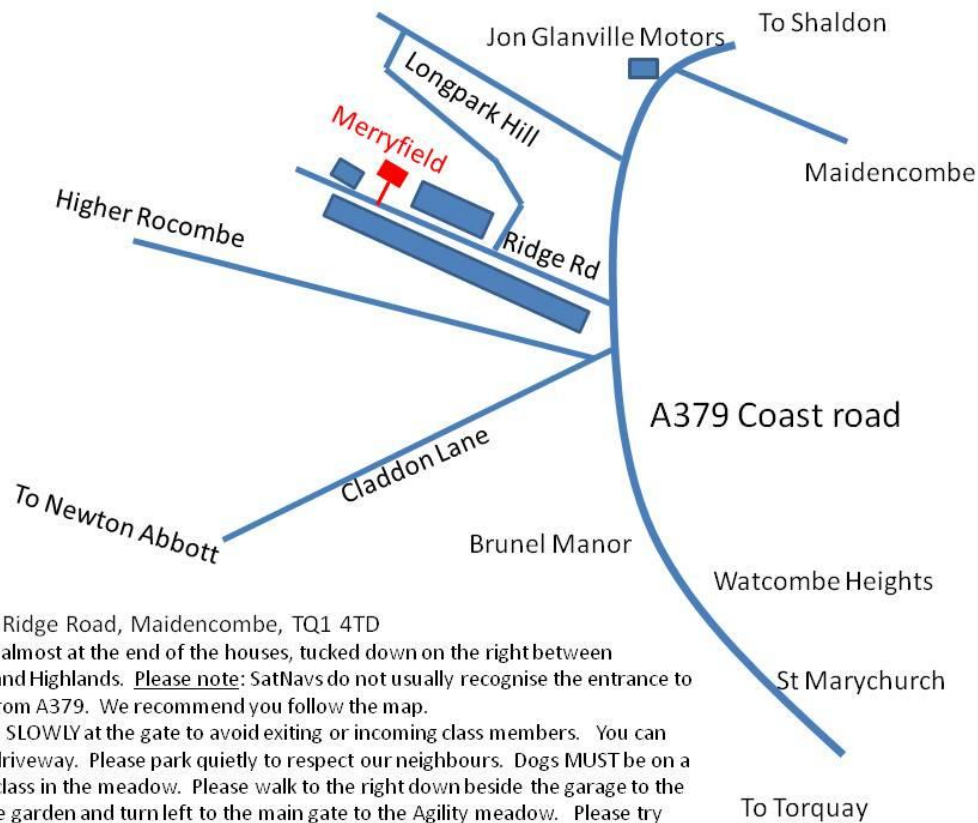 To Shaldon
Jon Glanville Motors
Longpark Hill
Merryfield
Maidencombe
Higher Rocombe
Ridge Rd
A379 Coast road
Claddon Lane
To Newton Abbott
Brunel Manor
Watcombe Heights
St Marychurch
To Torquay
Ridge Road, Maidencombe, TQ1 4TD
almost at the end of the houses, tucked down on the right between
and Highlands. Please note: SatNavs do not usually recognise the entrance to
from A379. We recommend you follow the map.
SLOWLY at the gate to avoid exiting or incoming class members. You can
driveway. Please park quietly to respect our neighbours. Dogs MUST be on a
class in the meadow. Please walk to the right down beside the garage to the
garden and turn left to the main gate to the Agility meadow. Please try